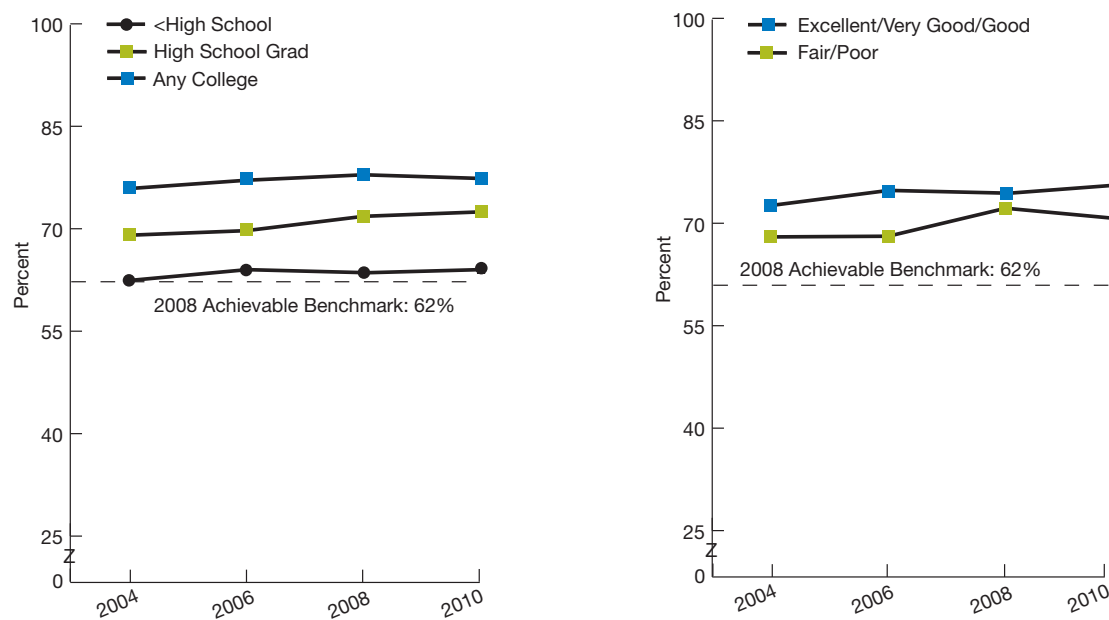 <High School
High School Grad
Any College
100
85
70
55
40
25
Z
0
Percent
2008 Achievable Benchmark: 62%
2004
2006
2008
2010
Excellent/Very Good/Good
Fair/Poor
100
85
70
55
40
25
Z
0
Percent
2008 Achievable Benchmark: 62%
2004
2006
2008
2010